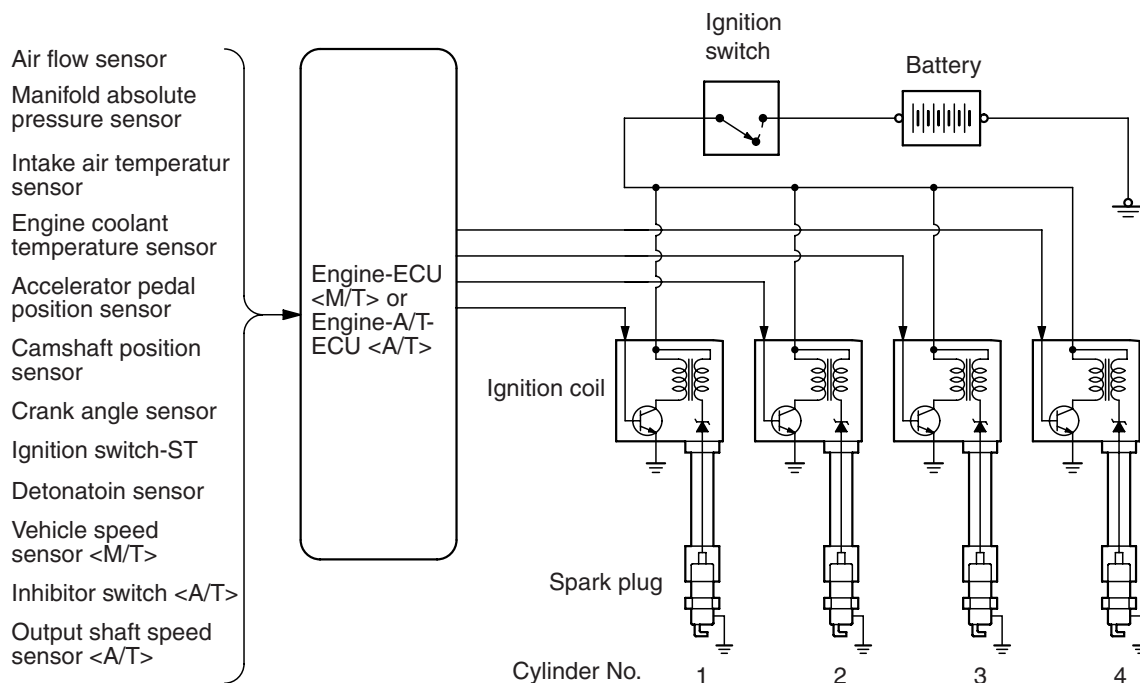 Air flow sensor
Manifold absolute
pressure sensor
Intake air temperatur
sensor
Engine coolant
temperature sensor
Accelerator pedal
position sensor
Camshaft position
sensor
Crank angle sensor
Ignition switch-ST
Detonatoin sensor
Vehicle speed
sensor <M/T>
Inhibitor switch <A/T>
Output shaft speed
sensor <A/T>
Engine-ECU
<M/T> or
Engine-A/T-
ECU <A/T>
Ignition
switch
Battery
Ignition coil
Spark plug
Cylinder No. 1 2 3 4